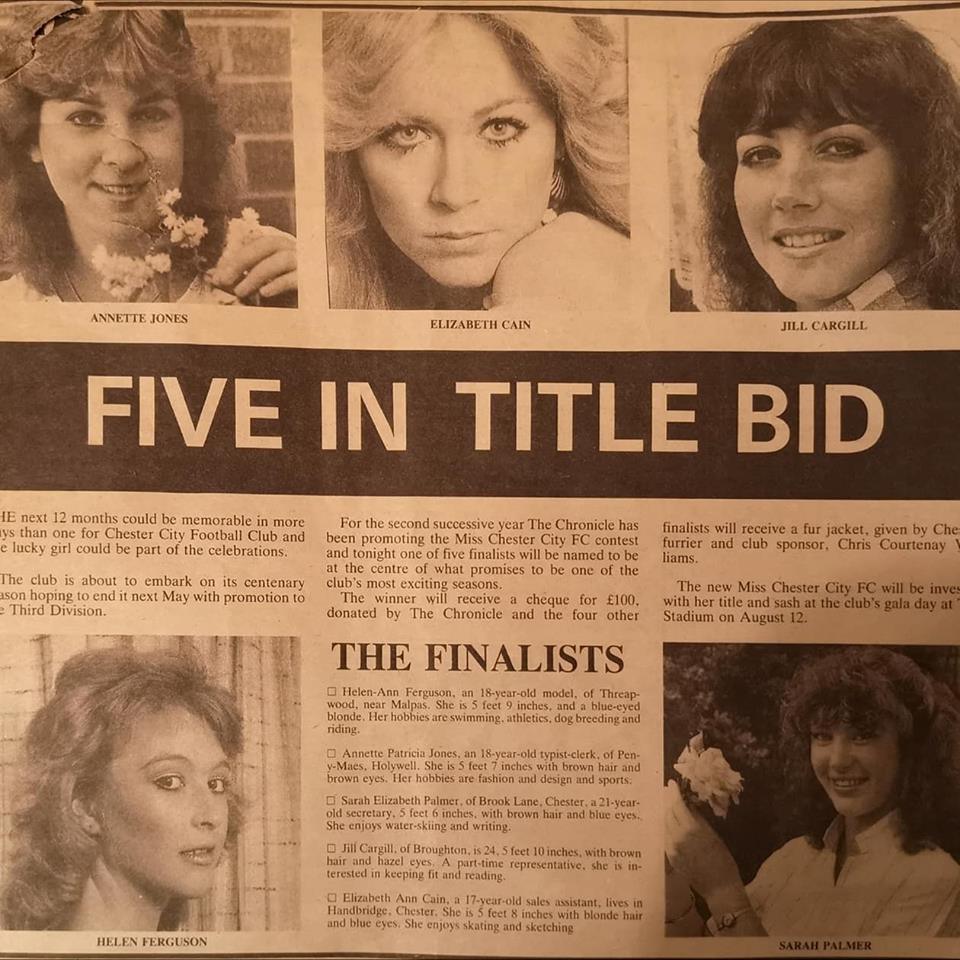 ANNETTE JONES
ELIZABETH CAIN
JILL CARGILL
FIVE IN TITLE BID
HE next 12 months could be memorable in more
ys than one for Chester City Football Club and
e lucky girl could be part of the celebrations.
The club is about to embark on its centenary
ason hoping to end it next May with promotion to
e Third Division.
For the second successive year The Chronicle has
been promoting the Miss Chester City FC contest
and tonight one of five finalists will be named to be
at the centre of what promises to be one of the
club's most exciting seasons.
The winner will receive a cheque for £100,
donated by The Chronicle and the four other
finalists will receive a fur jacket, given by Che
furrier and club sponsor, Chris Courtenay W
liams.
The new Miss Chester City FC will be inves
with her title and sash at the club's gala day at
Stadium on August 12.
THE FINALISTS
□ Helen-Ann Ferguson, an 18-year-old model, of Threap-
wood, near Malpas. She is 5 feet 9 inches, and a blue-eyed
blonde. Her hobbies are swimming, athletics, dog breeding and
riding.
□ Annette Patricia Jones, an 18-year-old typist-clerk, of Pen-
y-Maes, Holywell. She is 5 feet 7 inches with brown hair and
brown eyes. Her hobbies are fashion and design and sports.
□ Sarah Elizabeth Palmer, of Brook Lane, Chester, a 21-year-
old secretary, 5 feet 6 inches, with brown hair and blue eyes.
She enjoys water-skiing and writing.
□ Jill Cargill, of Broughton, is 24, 5 feet 10 inches, with brown
hair and hazel eyes. A part-time representative, she is in-
terested in keeping fit and reading.
□ Elizabeth Ann Cain, a 17-year-old sales assistant, lives in
Handbridge, Chester. She is 5 feet 8 inches with blonde hair
and blue eyes. She enjoys skating and sketching
HELEN FERGUSON
SARAH PALMER